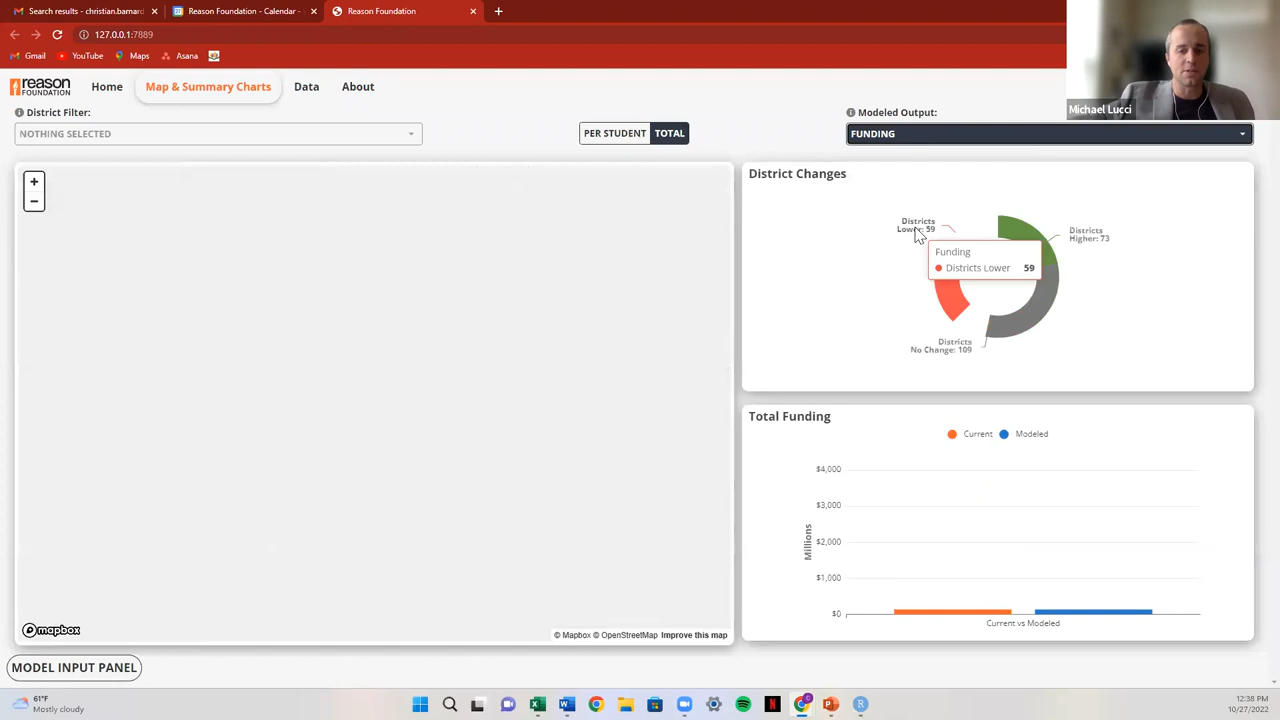 Search results - christian.barnard
Reason Foundation - Calendar -
Reason Foundation
127.0.0.1:7889
Gmail
YouTube
Maps
Asana
reason
FOUNDATION
Home
Map & Summary Charts
Data
About
Michael Lucci
District Filter:
NOTHING SELECTED
PER STUDENT
TOTAL
Modeled Output:
FUNDING
+
−
District Changes
Districts
Lower: 59
Districts
Higher: 73
Funding
Districts Lower 59
Districts
No Change: 109
Total Funding
Current
Modeled
$4,000
$3,000
$2,000
$1,000
$0
Millions
Current vs Modeled
mapbox
© Mapbox © OpenStreetMap Improve this map
MODEL INPUT PANEL
61°F
Mostly cloudy
12:38 PM
10/27/2022